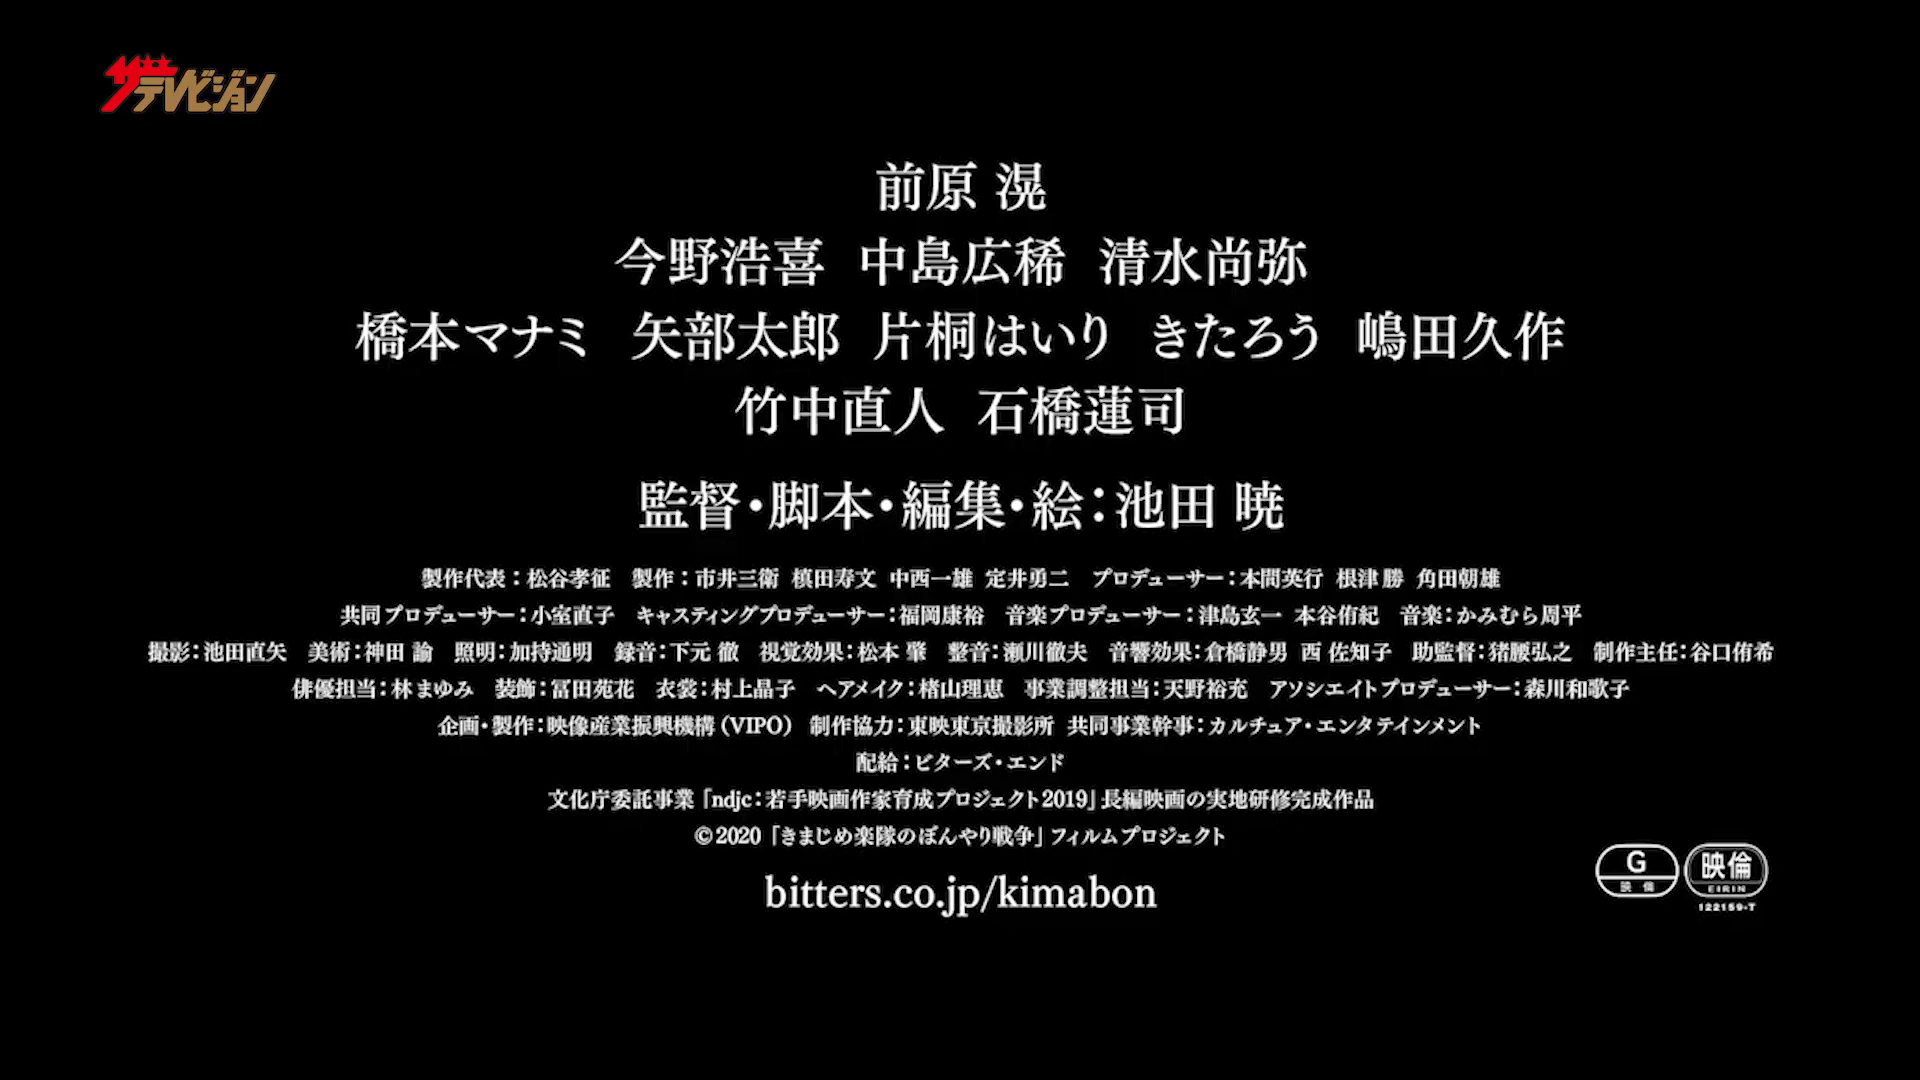 ザテレビジョン
前原 滉
今野浩喜 中島広稀 清水尚弥
橋本マナミ 矢部太郎 片桐はいり きたろう 嶋田久作
竹中直人 石橋蓮司
監督・脚本・編集・絵：池田 暁
製作代表：松谷孝征 製作：市井三衛 槙田寿文 中西一雄 定井勇二 プロデューサー：本間英行 根津勝 角田朝雄
共同プロデューサー：小室直子 キャスティングプロデューサー：福岡康裕 音楽プロデューサー：津島玄一 本谷侑紀 音楽：かみむら周平
撮影：池田直矢 美術：神田諭 照明：加持通明 録音：下元徹 視覚効果：松本肇 整音：瀬川徹夫 音響効果：倉橋静男 西佐知子 助監督：猪腰弘之 制作主任：谷口侑希
俳優担当：林まゆみ 装飾：冨田苑花 衣裳：村上晶子 ヘアメイク：楮山理恵 事業調整担当：天野裕充 アソシエイトプロデューサー：森川和歌子
企画・製作：映像産業振興機構（VIPO） 制作協力：東映東京撮影所 共同事業幹事：カルチュア・エンタテインメント
配給：ビターズ・エンド
文化庁委託事業「ndjc：若手映画作家育成プロジェクト2019」長編映画の実地研修完成作品
©2020「きまじめ楽隊のぼんやり戦争」フィルムプロジェクト
bitters.co.jp/kimabon
G 映倫
映倫 EIRIN
122159-T